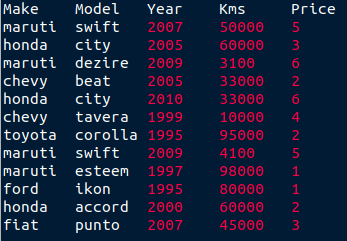 Make Model Year Kms Price
maruti swift 2007 50000 5
honda city 2005 60000 3
maruti dezire 2009 3100 6
chevy beat 2005 33000 2
honda city 2010 33000 6
chevy tavera 1999 10000 4
toyota corolla 1995 95000 2
maruti swift 2009 4100 5
maruti esteem 1997 98000 1
ford ikon 1995 80000 1
honda accord 2000 60000 2
fiat punto 2007 45000 3